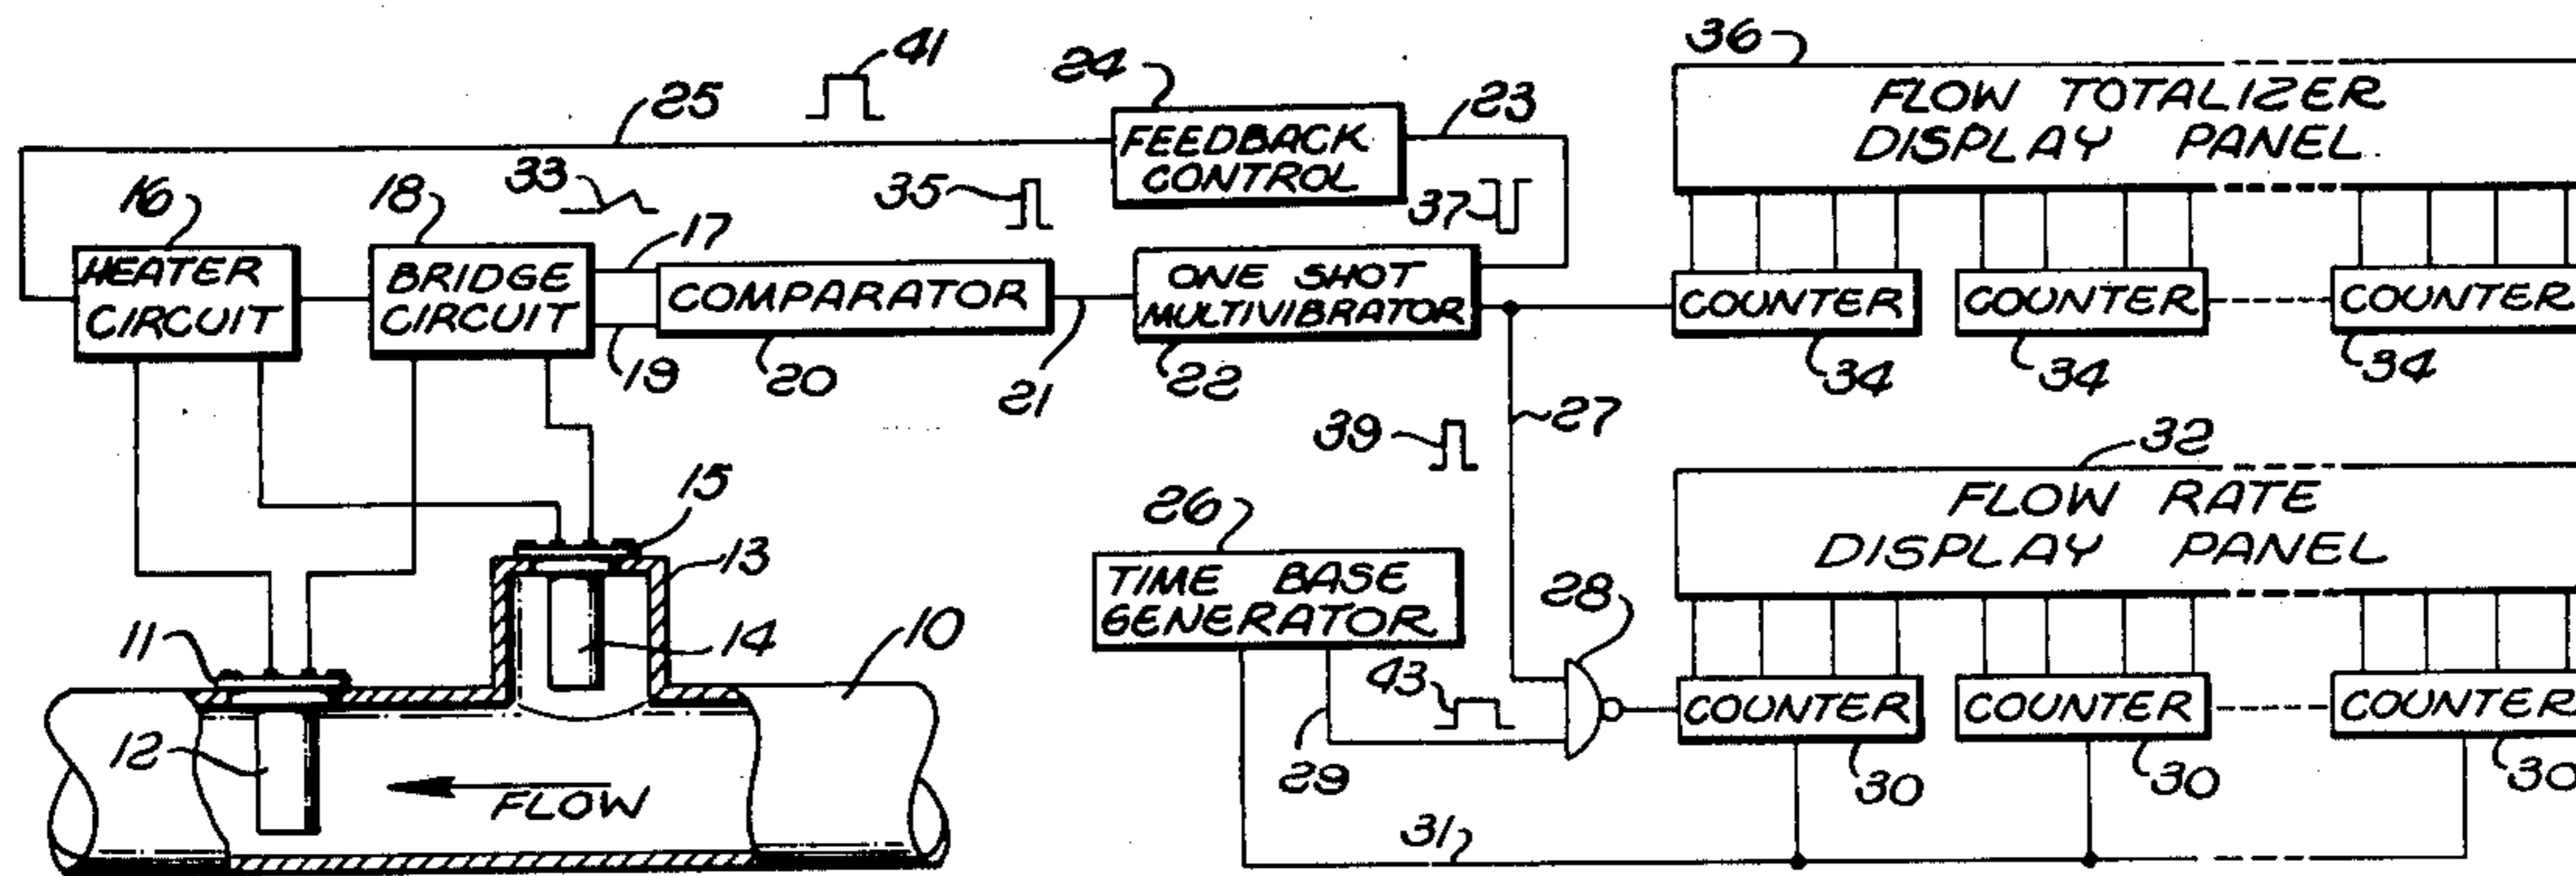 41
36
24
25
23
FLOW TOTALIZER
DISPLAY PANEL
FEEDBACK
CONTROL
33
35
37
16
18
17
HEATER
CIRCUIT
BRIDGE
CIRCUIT
COMPARATOR
ONE SHOT
MULTIVIBRATOR
COUNTER
COUNTER
COUNTER
19
20
21
22
34
34
34
39
27
32
15
26
FLOW RATE
DISPLAY PANEL
13
TIME BASE
GENERATOR
28
11
14
10
43
COUNTER
COUNTER
COUNTER
12
FLOW
29
30
30
30
31